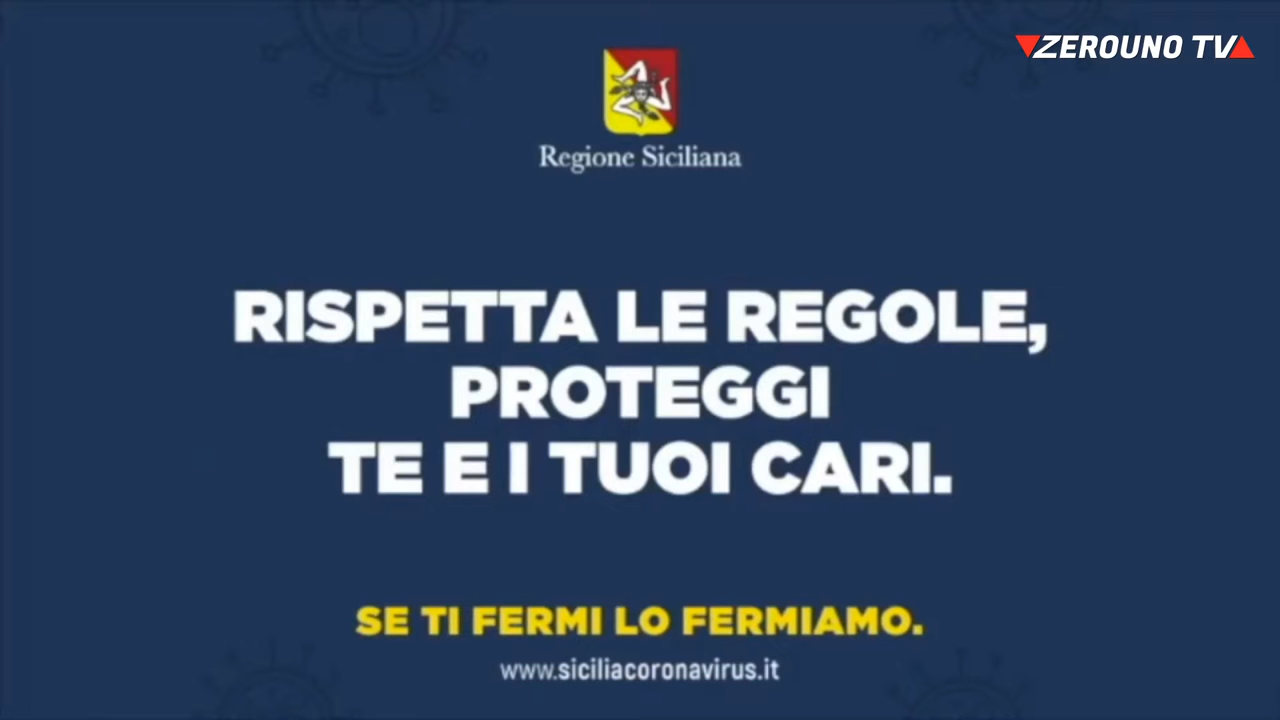 ZEROUNO TV
Regione Siciliana
RISPETTA LE REGOLE,
PROTEGGI
TE E I TUOI CARI.
SE TI FERMI LO FERMIAMO.
www.siciliacoronavirus.it